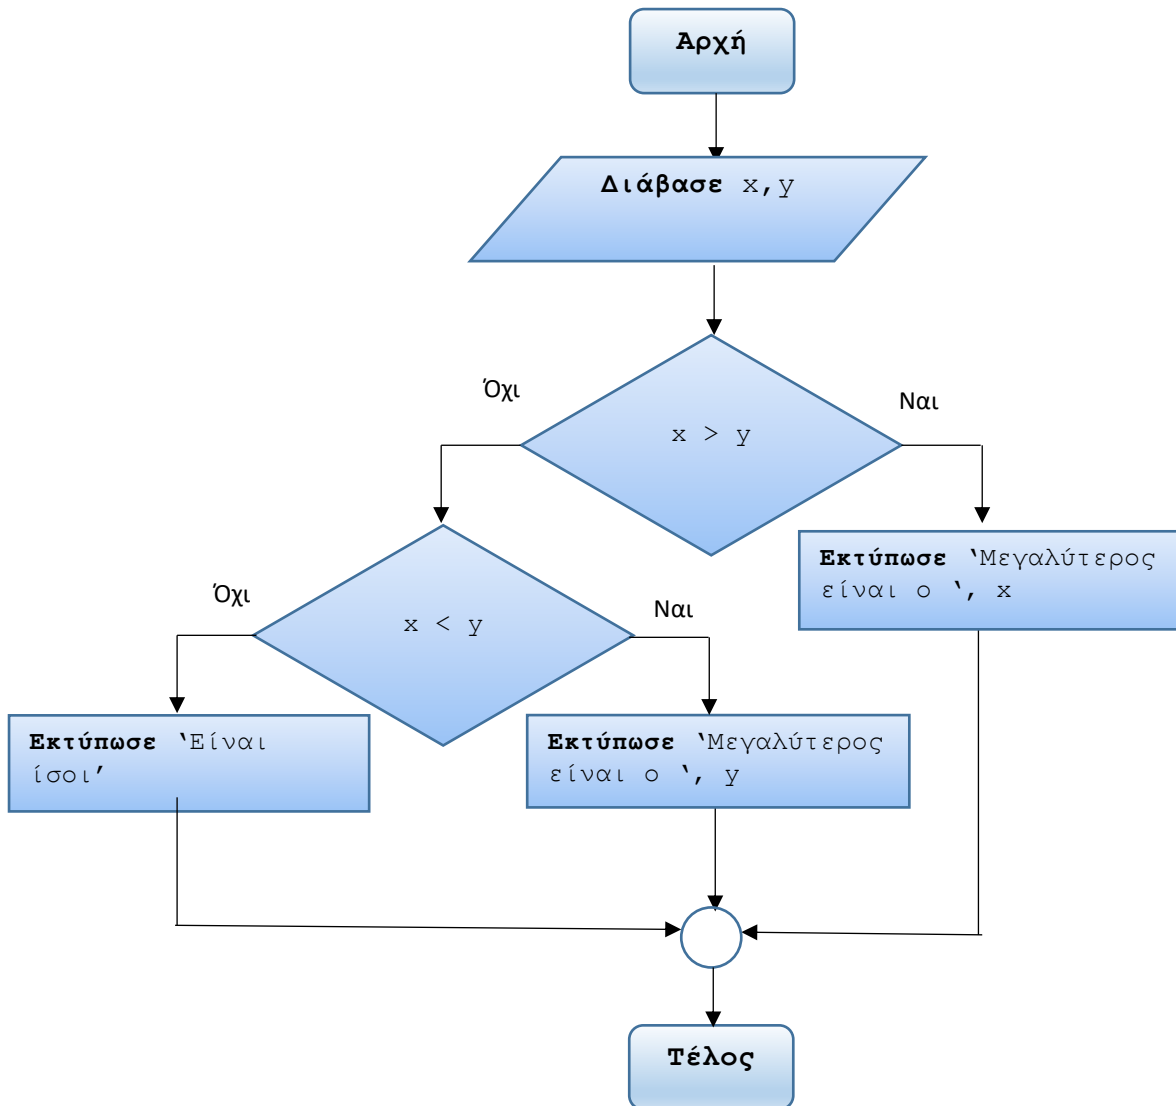 Αρχή
Διάβασε x,y
Όχι
Ναι
x > y
Εκτύπωσε ‘Μεγαλύτερος
είναι ο ‘, x
Όχι
Ναι
x < y
Εκτύπωσε ‘Είναι
ίσοι’
Εκτύπωσε ‘Μεγαλύτερος
είναι ο ‘, y
Τέλος